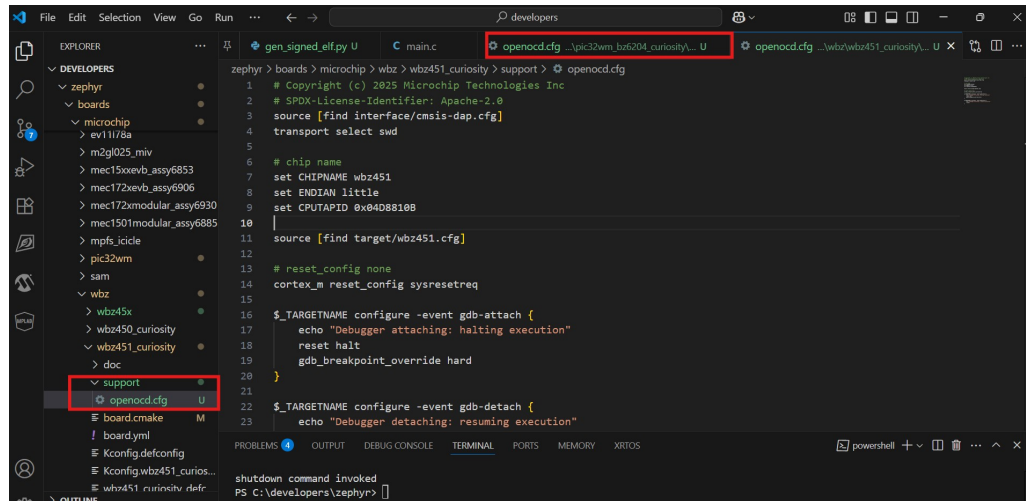 File Edit Selection View Go Run ... developers
EXPLORER ...
gen_signed_elf.py U
main.c
openocd.cfg ...\pic32wm_bz6204_curiosity\... U
openocd.cfg ...\wbz\wbz451_curiosity\... U
DEVELOPERS
zephyr
boards
microchip
ev11l78a
m2gl025_miv
mec15xxevb_assy6853
mec172xevb_assy6906
mec172xmodular_assy6930
mec1501modular_assy6885
mpfs_icicle
pic32wm
sam
wbz
wbz45x
wbz450_curiosity
wbz451_curiosity
doc
support
openocd.cfg U
board.cmake M
board.yml
Kconfig.defconfig
Kconfig.wbz451_curios...
wbz451_curiosity_defc...
OUTLINE
7
MPLAB
zephyr > boards > microchip > wbz > wbz451_curiosity > support > openocd.cfg
1 # Copyright (c) 2025 Microchip Technologies Inc
2 # SPDX-License-Identifier: Apache-2.0
3 source [find interface/cmsis-dap.cfg]
4 transport select swd
5
6 # chip name
7 set CHIPNAME wbz451
8 set ENDIAN little
9 set CPUTAPID 0x04D8810B
10
11 source [find target/wbz451.cfg]
12
13 # reset_config none
14 cortex_m reset_config sysresetreq
15
16 $_TARGETNAME configure -event gdb-attach {
17 echo "Debugger attaching: halting execution"
18 reset halt
19 gdb_breakpoint_override hard
20 }
21
22 $_TARGETNAME configure -event gdb-detach {
23 echo "Debugger detaching: resuming execution"
PROBLEMS 4 OUTPUT DEBUG CONSOLE TERMINAL PORTS MEMORY XRTOS powershell
shutdown command invoked
PS C:\developers\zephyr>